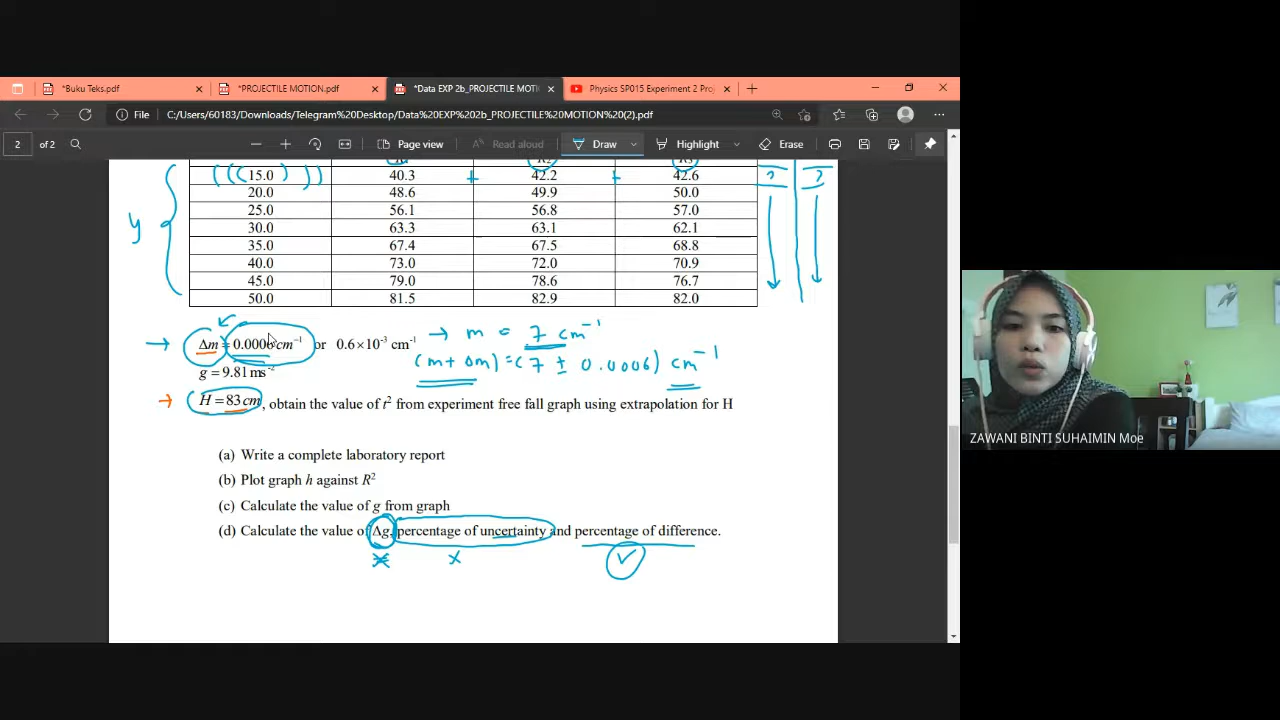 *Buku Teks.pdf
*PROJECTILE MOTION.pdf
*Data EXP 2b_PROJECTILE MOTI
Physics SP015 Experiment 2 Proj
File C:/Users/60183/Downloads/Telegram%20Desktop/Data%20EXP%202b_PROJECTILE%20MOTION%20(2).pdf
2 of 2 Page view Read aloud Draw Highlight Erase
(((15.0))) 40.3 + 42.2 + 42.6 ? ?
20.0 48.6 49.9 50.0
25.0 56.1 56.8 57.0
y 30.0 63.3 63.1 62.1
35.0 67.4 67.5 68.8
40.0 73.0 72.0 70.9
45.0 79.0 78.6 76.7
50.0 81.5 82.9 82.0
→ m = 7 cm⁻¹
→ Δm = 0.0006 cm⁻¹ or 0.6×10⁻³ cm⁻¹
(m ± Δm) = (7 ± 0.0006) cm⁻¹
g = 9.81 ms⁻²
→ H = 83 cm, obtain the value of t² from experiment free fall graph using extrapolation for H
(a) Write a complete laboratory report
(b) Plot graph h against R²
(c) Calculate the value of g from graph
(d) Calculate the value of Δg, percentage of uncertainty and percentage of difference.
ZAWANI BINTI SUHAIMIN Moe